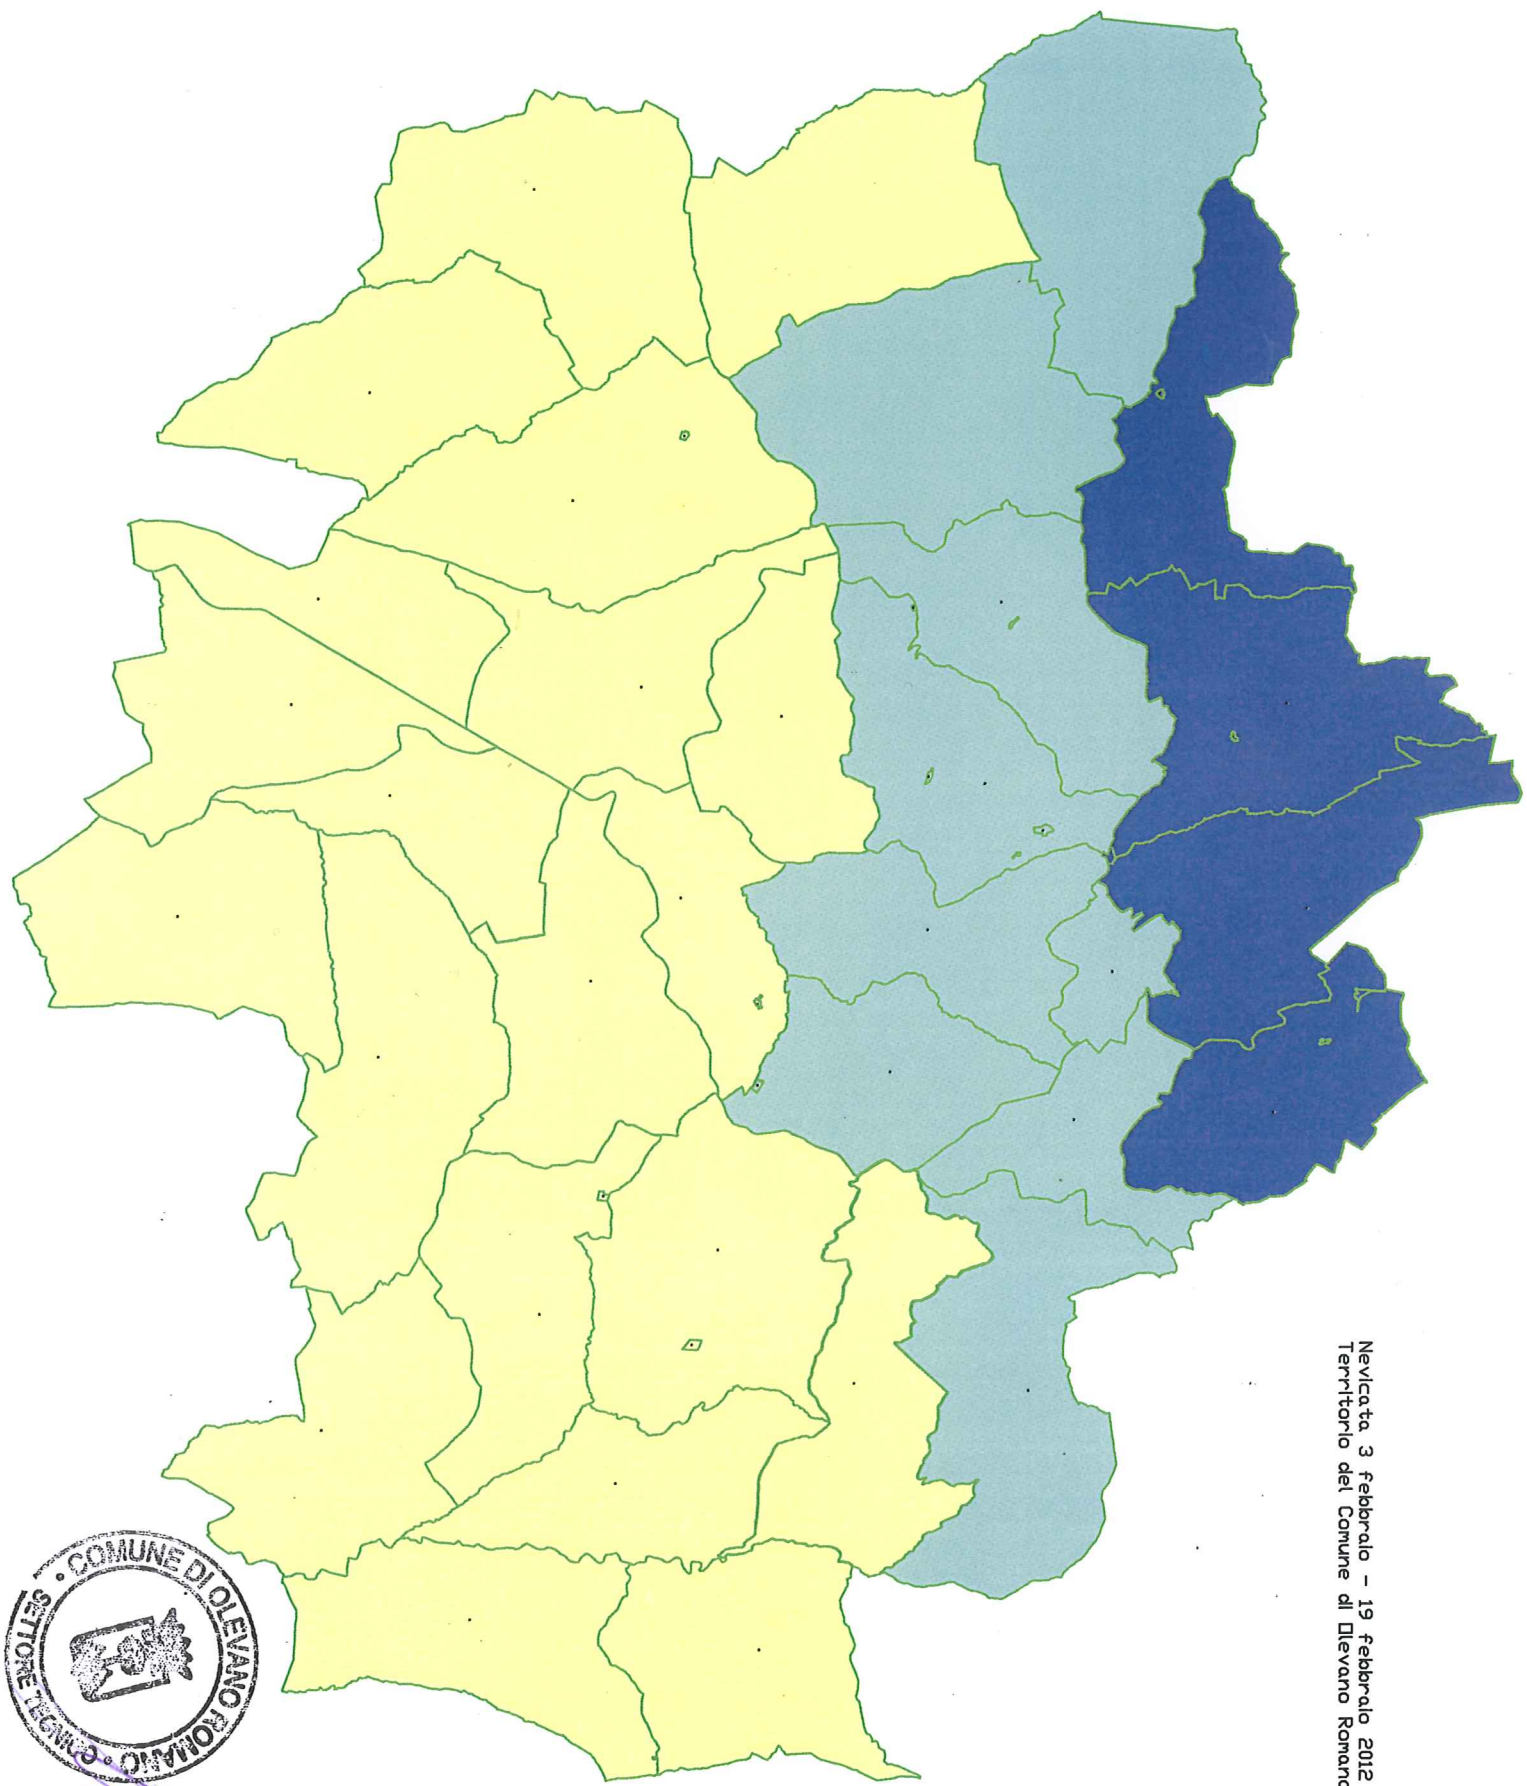 Nevicata 3 febbraio - 19 febbraio 2012
Territorio del Comune di Olevano Romano
COMUNE DI OLEVANO ROMANO
SETTORE TECNICO